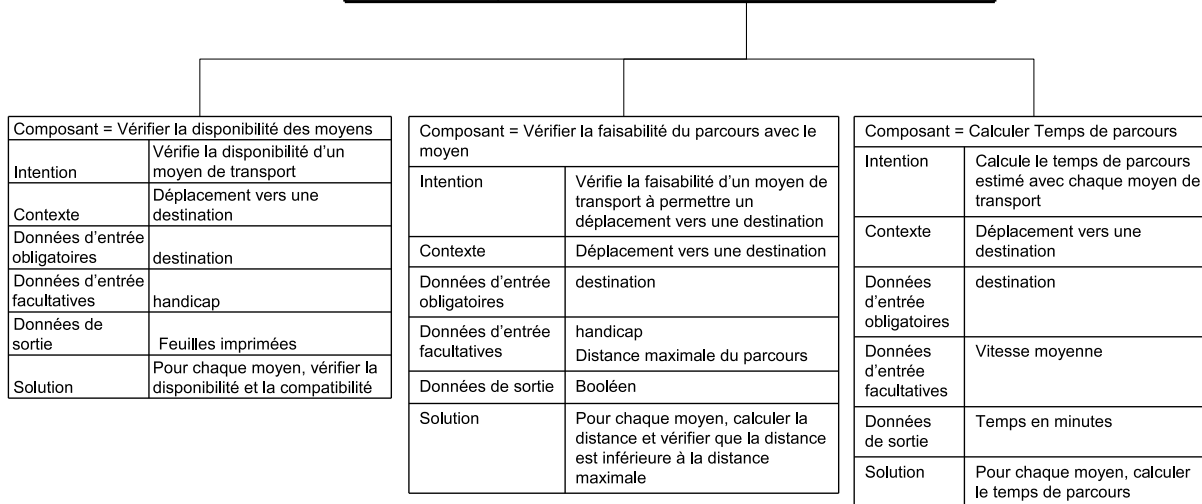 Composant = Vérifier la disponibilité des moyens
Intention
Vérifie la disponibilité d'un
moyen de transport
Contexte
Déplacement vers une
destination
Données d'entrée
obligatoires
destination
Données d'entrée
facultatives
handicap
Données de
sortie
Feuilles imprimées
Solution
Pour chaque moyen, vérifier la
disponibilité et la compatibilité
Composant = Vérifier la faisabilité du parcours avec le
moyen
Intention
Vérifie la faisabilité d'un moyen de
transport à permettre un
déplacement vers une destination
Contexte
Déplacement vers une destination
Données d'entrée
obligatoires
destination
Données d'entrée
facultatives
handicap
Distance maximale du parcours
Données de sortie
Booléen
Solution
Pour chaque moyen, calculer la
distance et vérifier que la distance
est inférieure à la distance
maximale
Composant = Calculer Temps de parcours
Intention
Calcule le temps de parcours
estimé avec chaque moyen de
transport
Contexte
Déplacement vers une
destination
Données
d'entrée
obligatoires
destination
Données
d'entrée
facultatives
Vitesse moyenne
Données
de sortie
Temps en minutes
Solution
Pour chaque moyen, calculer
le temps de parcours